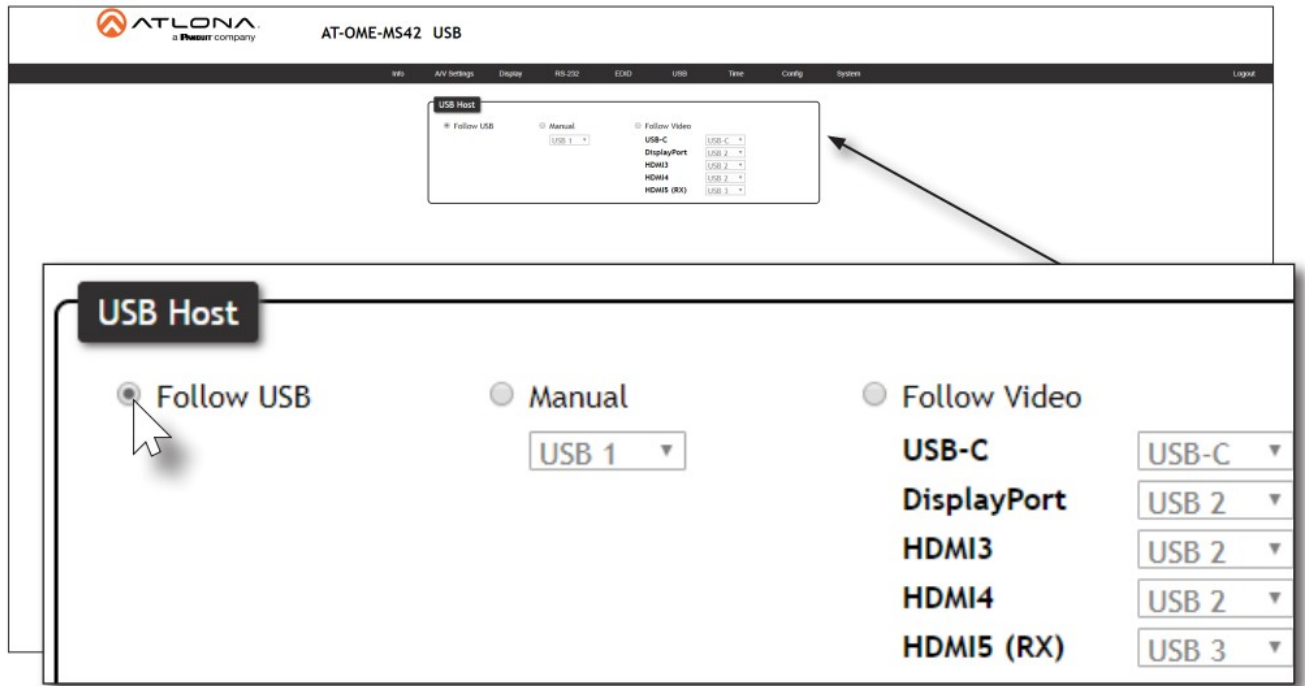 ATLONA.
a PANDUIT company
AT-OME-MS42 USB
Info A/V Settings Display RS-232 EDID USB Time Config System Logout
USB Host
Follow USB Manual Follow Video
USB 1 USB-C USB-C
DisplayPort USB 2
HDMI3 USB 2
HDMI4 USB 2
HDMI5 (RX) USB 3
USB Host
Follow USB Manual Follow Video
USB 1 USB-C USB-C
DisplayPort USB 2
HDMI3 USB 2
HDMI4 USB 2
HDMI5 (RX) USB 3